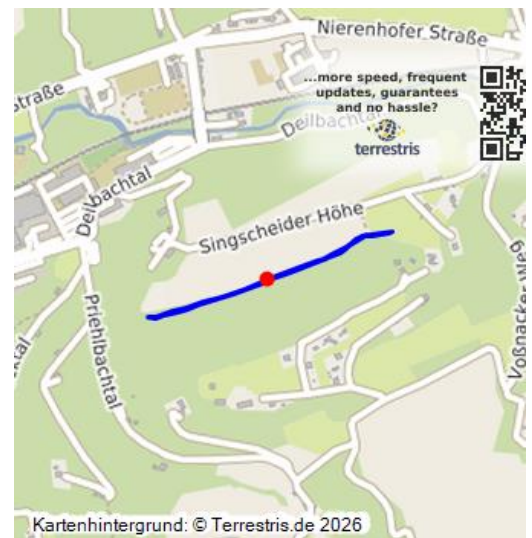 Nierenhofer Straße
Straße
...more speed, frequent
updates, guarantees
and no hassle?
terrestris
Deilbachtal
Deilbachtal
Singscheider Höhe
Voßnacker Weg
Priehlbachtal
Kartenhintergrund: © Terrestris.de 2026